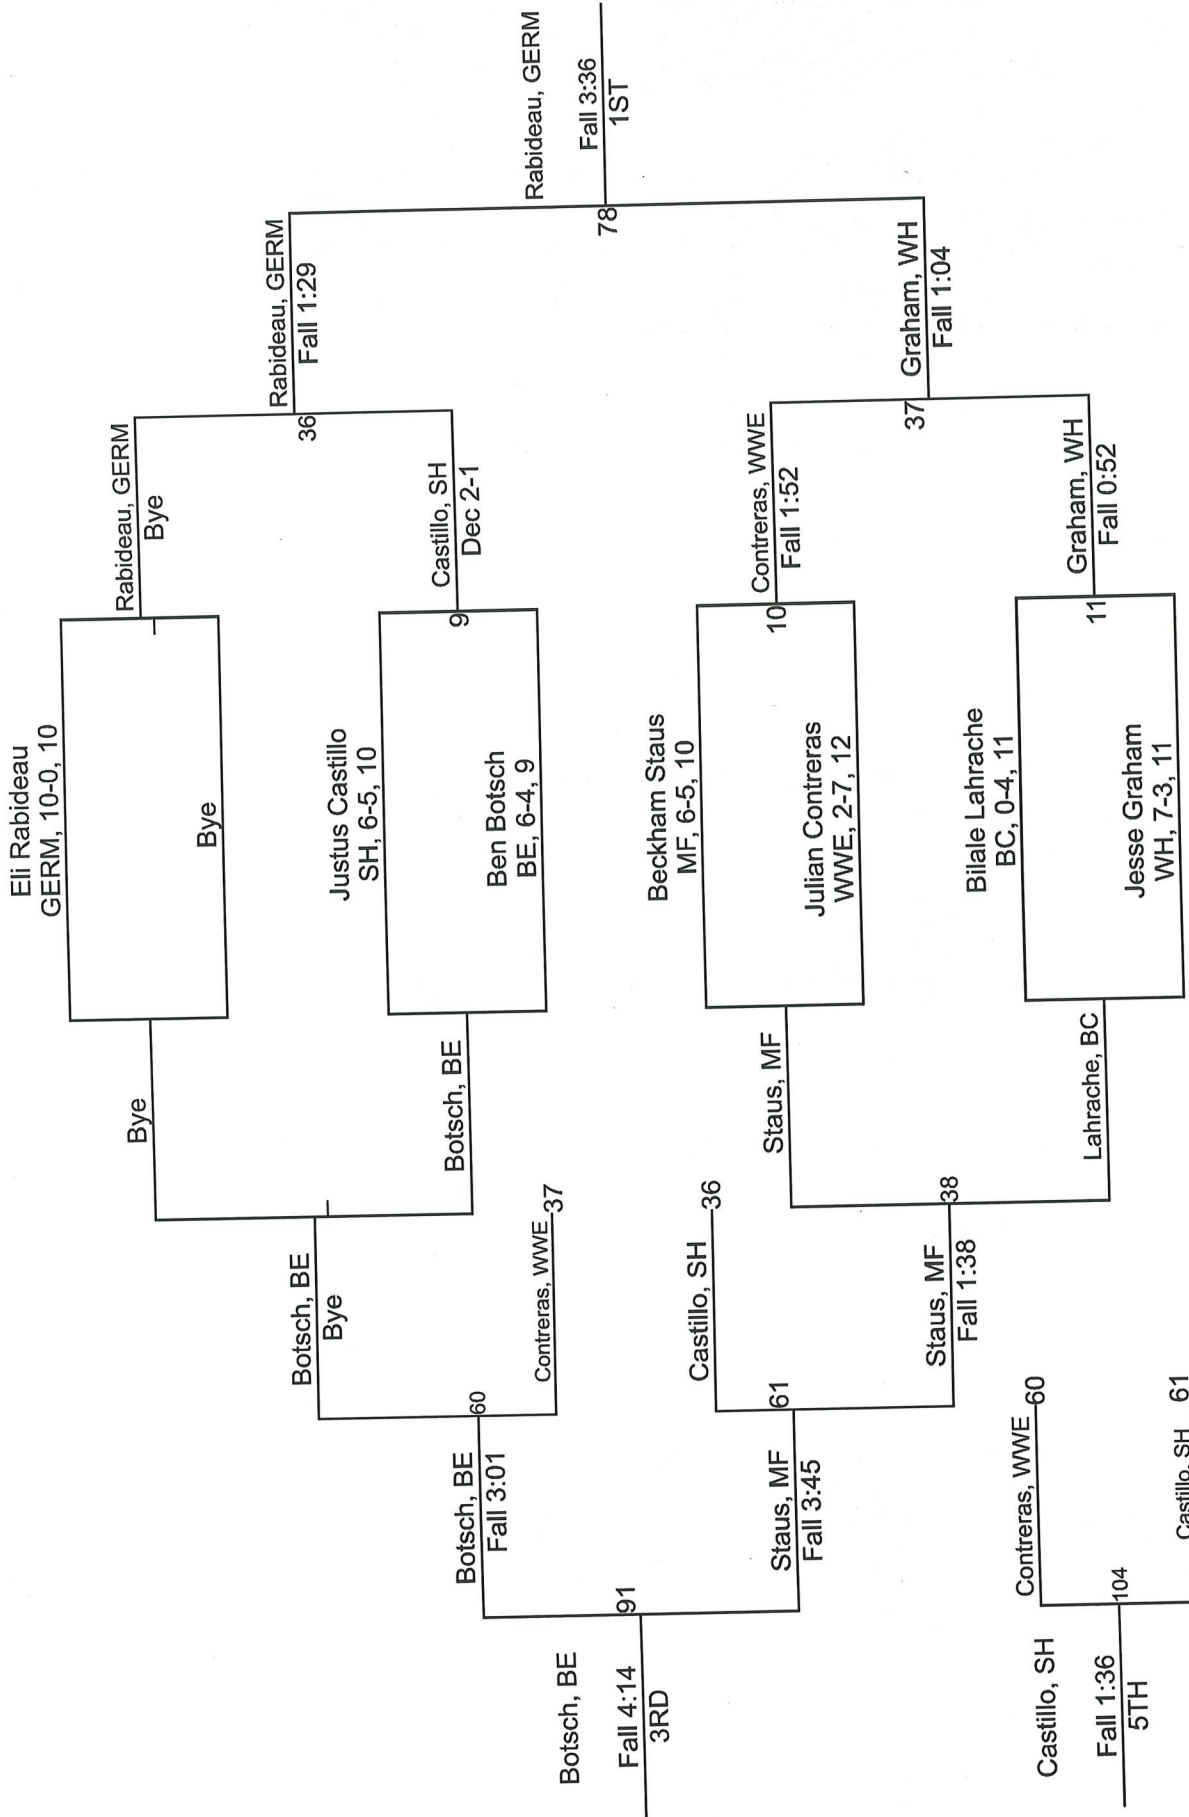 Eli Rabideau
GERM, 10-0, 10
Bye
Justus Castillo
SH, 6-5, 10
Ben Botsch
BE, 6-4, 9
Beckham Staus
MF, 6-5, 10
Julian Contreras
WWE, 2-7, 12
Bilale Lahrache
BC, 0-4, 11
Jesse Graham
WH, 7-3, 11
Rabideau, GERM
Bye
9
Castillo, SH
Dec 2-1
10
Contreras, WWE
Fall 1:52
11
Graham, WH
Fall 0:52
36
Rabideau, GERM
Fall 1:29
37
Graham, WH
Fall 1:04
78
Rabideau, GERM
Fall 3:36
1ST
Bye
Botsch, BE
Staus, MF
Lahrache, BC
Botsch, BE
Bye
Contreras, WWE
37
Castillo, SH
36
38
Staus, MF
Fall 1:38
60
Botsch, BE
Fall 3:01
61
Staus, MF
Fall 3:45
91
Botsch, BE
Fall 4:14
3RD
Contreras, WWE
60
Castillo, SH
61
104
Castillo, SH
Fall 1:36
5TH